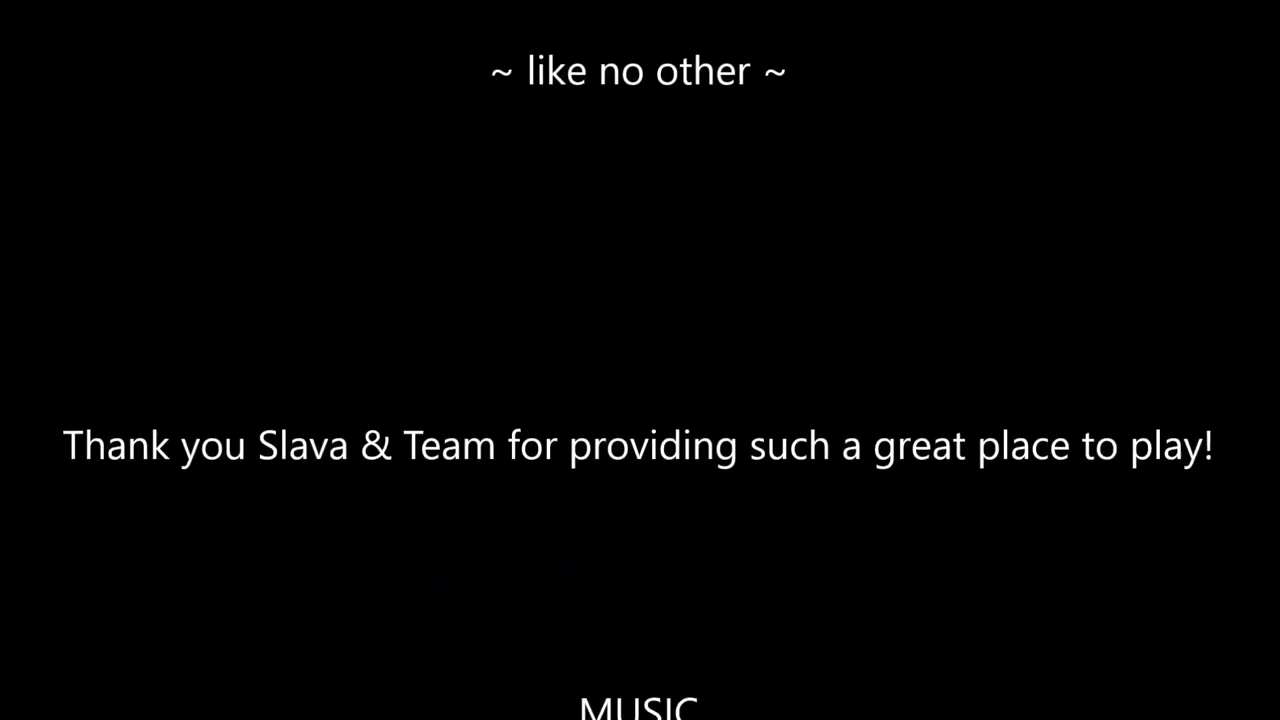 ~ like no other ~
Thank you Slava & Team for providing such a great place to play!
MUSIC